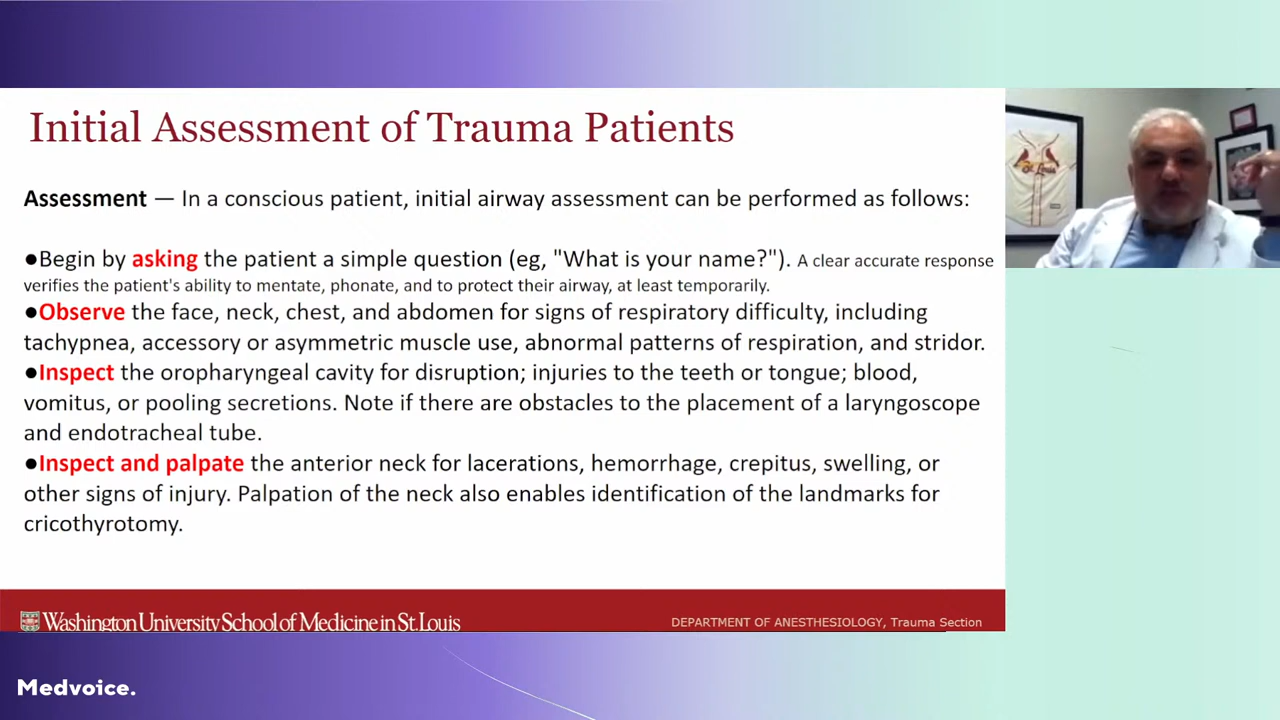 Initial Assessment of Trauma Patients
Assessment — In a conscious patient, initial airway assessment can be performed as follows:
●Begin by asking the patient a simple question (eg, "What is your name?"). A clear accurate response
verifies the patient's ability to mentate, phonate, and to protect their airway, at least temporarily.
●Observe the face, neck, chest, and abdomen for signs of respiratory difficulty, including
tachypnea, accessory or asymmetric muscle use, abnormal patterns of respiration, and stridor.
●Inspect the oropharyngeal cavity for disruption; injuries to the teeth or tongue; blood,
vomitus, or pooling secretions. Note if there are obstacles to the placement of a laryngoscope
and endotracheal tube.
●Inspect and palpate the anterior neck for lacerations, hemorrhage, crepitus, swelling, or
other signs of injury. Palpation of the neck also enables identification of the landmarks for
cricothyrotomy.
Washington University School of Medicine in St. Louis
DEPARTMENT OF ANESTHESIOLOGY, Trauma Section
Medvoice.
St. Louis